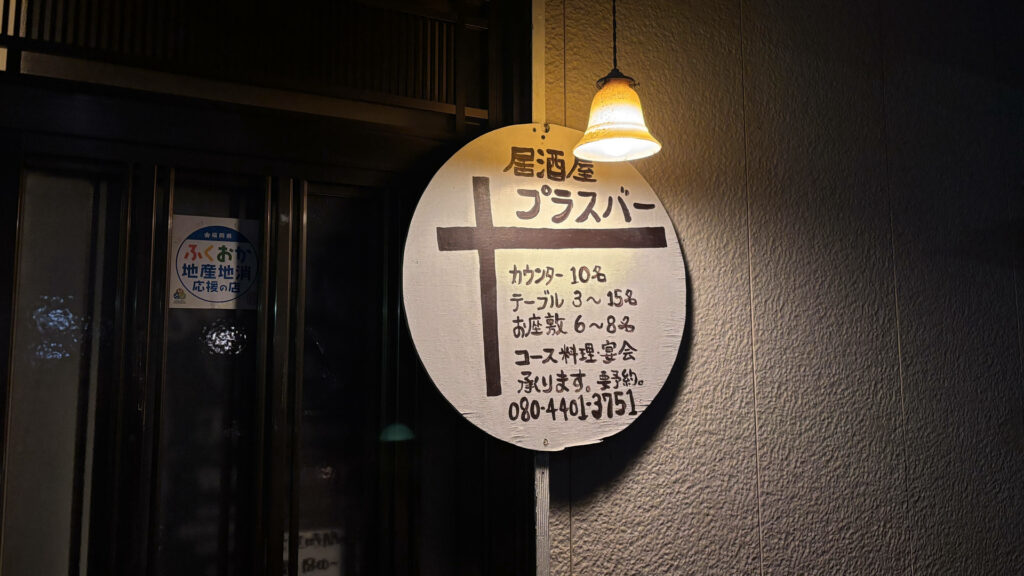 居酒屋
プラスバー
カウンター 10名
テーブル 3〜15名
お座敷 6〜8名
コース料理・宴会
承ります。要予約。
080-4401-3751
ふくおか
地産地消
応援の店